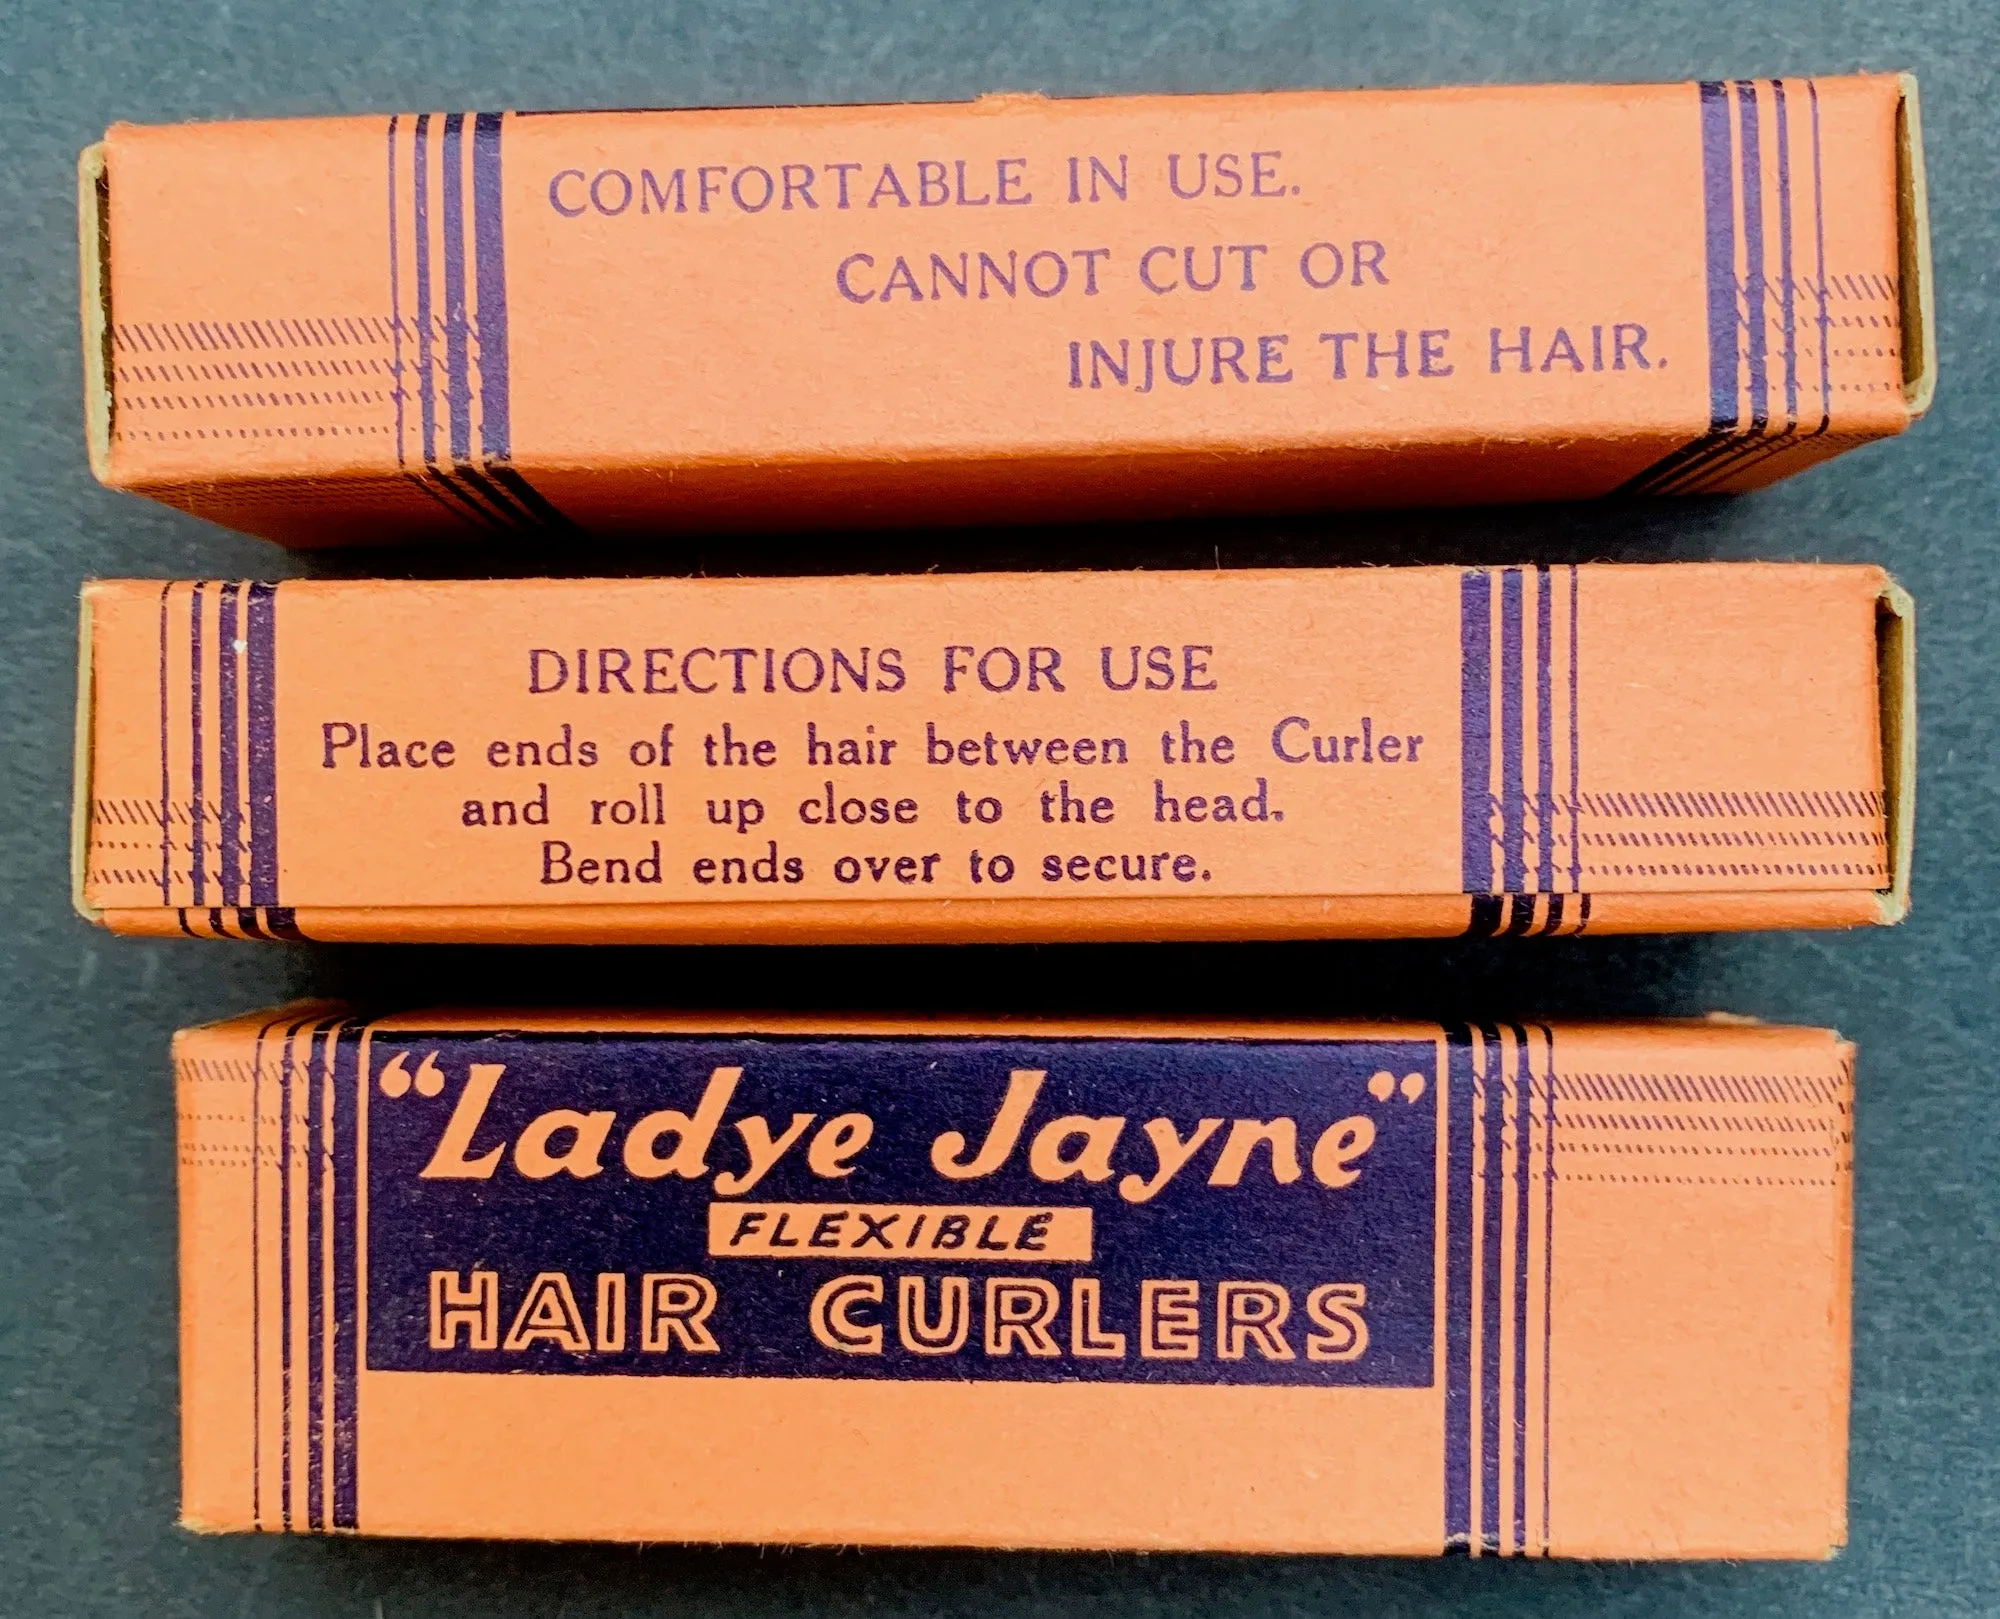 COMFORTABLE IN USE.
CANNOT CUT OR
INJURE THE HAIR.
DIRECTIONS FOR USE
Place ends of the hair between the Curler
and roll up close to the head.
Bend ends over to secure.
“Ladye Jayne”
FLEXIBLE
HAIR CURLERS